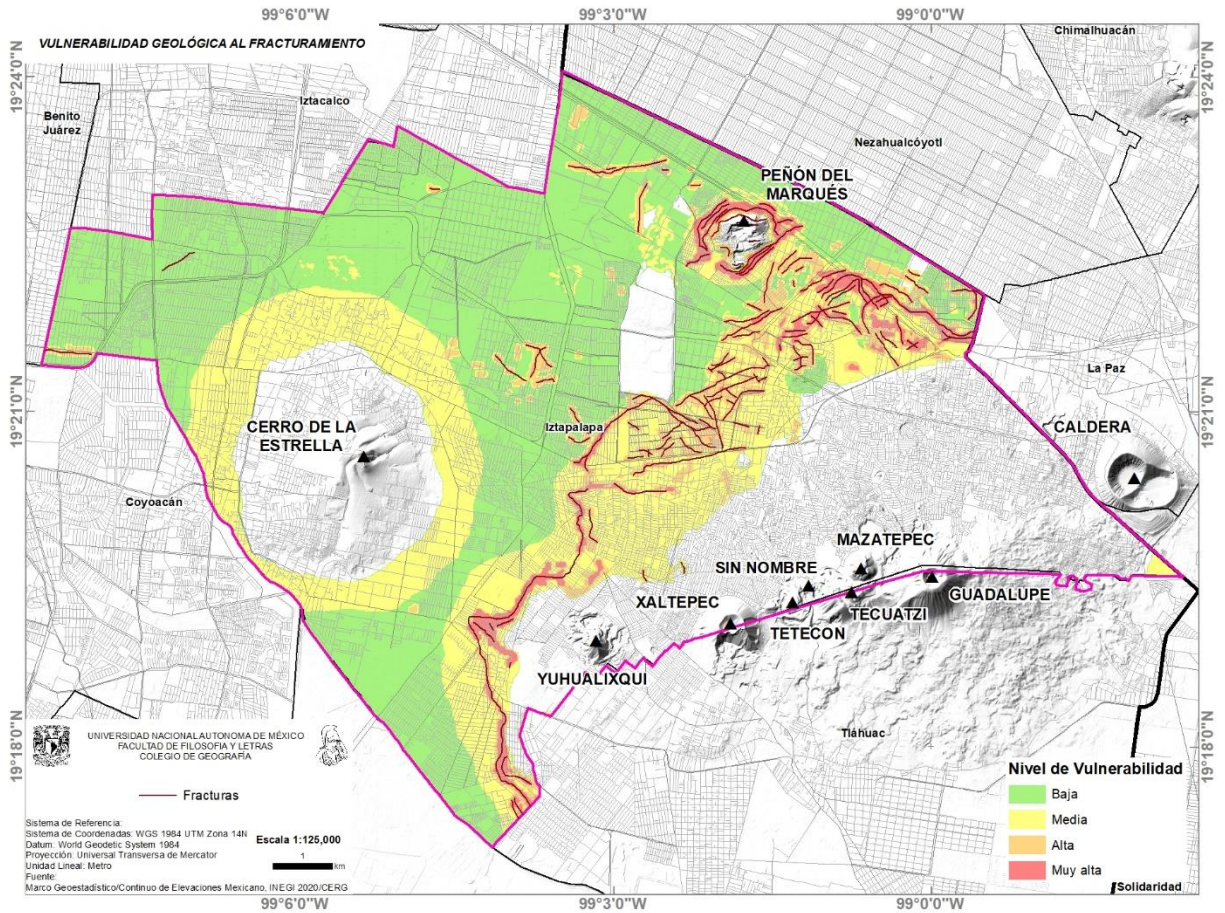 99°6'0"W
99°3'0"W
99°0'0"W
VULNERABILIDAD GEOLÓGICA AL FRACTURAMIENTO
Chimalhuacán
19°24'0"N
19°24'0"N
Iztacalco
Benito
Juárez
Nezahualcóyotl
PEÑÓN DEL
MARQUÉS
La Paz
19°21'0"N
19°21'0"N
CERRO DE LA
ESTRELLA
Iztapalapa
CALDERA
Coyoacán
MAZATEPEC
SIN NOMBRE
XALTEPEC
GUADALUPE
TECUATZI
TETECON
YUHUALIXQUI
Tláhuac
19°18'0"N
19°18'0"N
UNIVERSIDAD NACIONAL AUTONOMA DE MÉXICO
FACULTAD DE FILOSOFIA Y LETRAS
COLEGIO DE GEOGRAFIA
Fracturas
Sistema de Referencia:
Sistema de Coordenadas: WGS 1984 UTM Zona 14N
Datum: World Geodetic System 1984
Proyección: Universal Transversa de Mercator
Unidad Lineal: Metro
Fuente:
Marco Geoestadístico/Continuo de Elevaciones Mexicano, INEGI 2020/CERG
Escala 1:125,000
1
km
Nivel de Vulnerabilidad
Baja
Media
Alta
Muy alta
Solidaridad
99°6'0"W
99°3'0"W
99°0'0"W